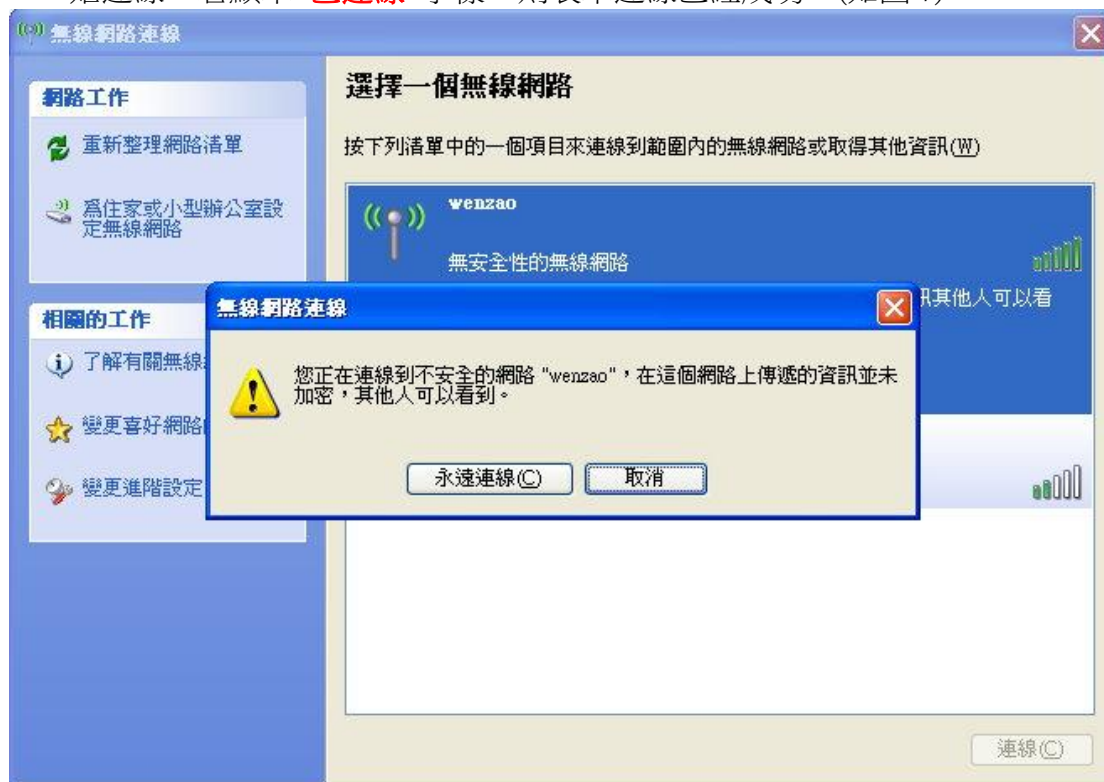 已連線
無線網路連線
網路工作
重新整理網路清單
為住家或小型辦公室設
定無線網路
相關的工作
了解有關無線
變更喜好網路
變更進階設定
選擇一個無線網路
按下列清單中的一個項目來連線到範圍內的無線網路或取得其他資訊(W)
wenzao
無安全性的無線網路
訊其他人可以看
無線網路連線
您正在連線到不安全的網路 "wenzao"，在這個網路上傳遞的資訊並未
加密，其他人可以看到。
永遠連線(C)
取消
連線(C)